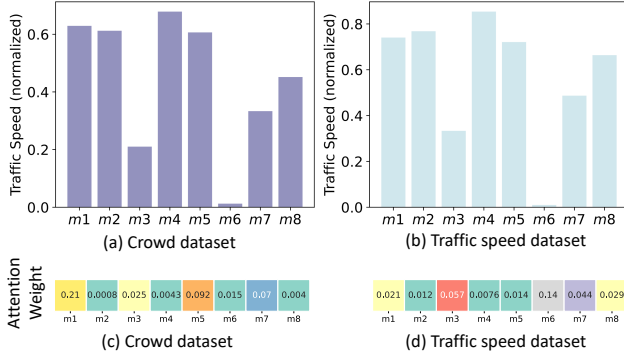 Traffic Speed (normalized)
0.6
0.4
0.2
0.0
m1 m2 m3 m4 m5 m6 m7 m8
(a) Crowd dataset
Traffic Speed (normalized)
0.8
0.6
0.4
0.2
0.0
m1 m2 m3 m4 m5 m6 m7 m8
(b) Traffic speed dataset
Attention
Weight
0.21 0.0008 0.025 0.0043 0.092 0.015 0.07 0.004
m1 m2 m3 m4 m5 m6 m7 m8
(c) Crowd dataset
0.021 0.012 0.057 0.0076 0.014 0.14 0.044 0.029
m1 m2 m3 m4 m5 m6 m7 m8
(d) Traffic speed dataset